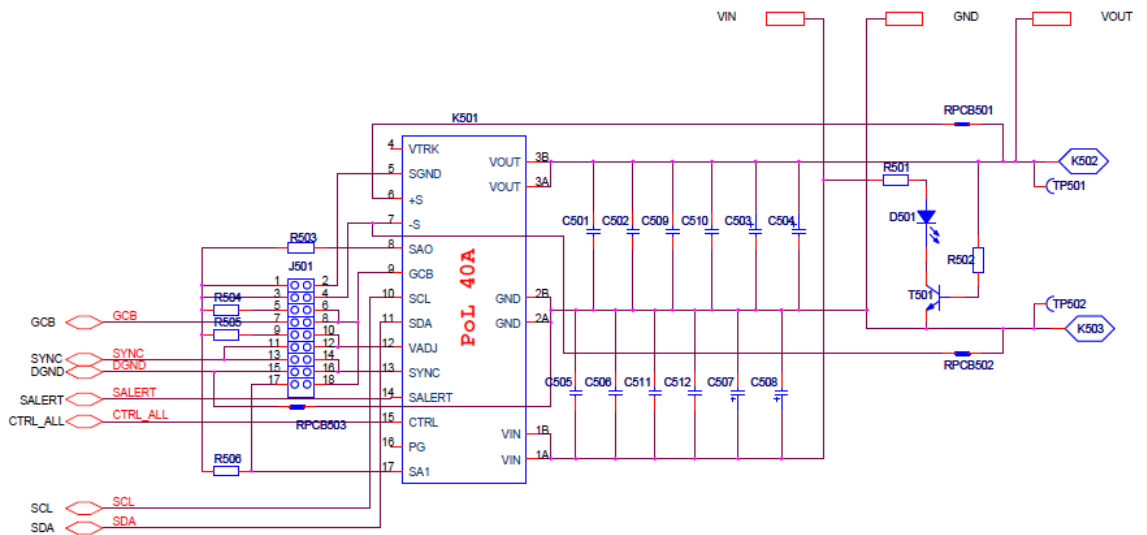 VIN GND VOUT
RPCB501
K501
4 VTRK
5 SGND
6 +S
7 -S
8 SAO
9 GCB
10 SCL
11 SDA
12 VADJ
13 SYNC
14 SALERT
15 CTRL
16 PG
17 SA1
PoL 40A
VOUT 3B
VOUT 3A
GND 2B
GND 2A
VIN 1B
VIN 1A
K502
TP501
R501
D501
R502
T501
TP502
K503
RPCB502
C501 C502 C509 C510 C503 C504
C505 C506 C511 C512 C507 C508
R503
J501
1 2
3 4
5 6
7 8
9 10
11 12
13 14
15 16
17 18
R504
R505
RPCB503
R506
GCB GCB
SYNC SYNC
DGND DGND
SALERT SALERT
CTRL_ALL CTRL_ALL
SCL SCL
SDA SDA